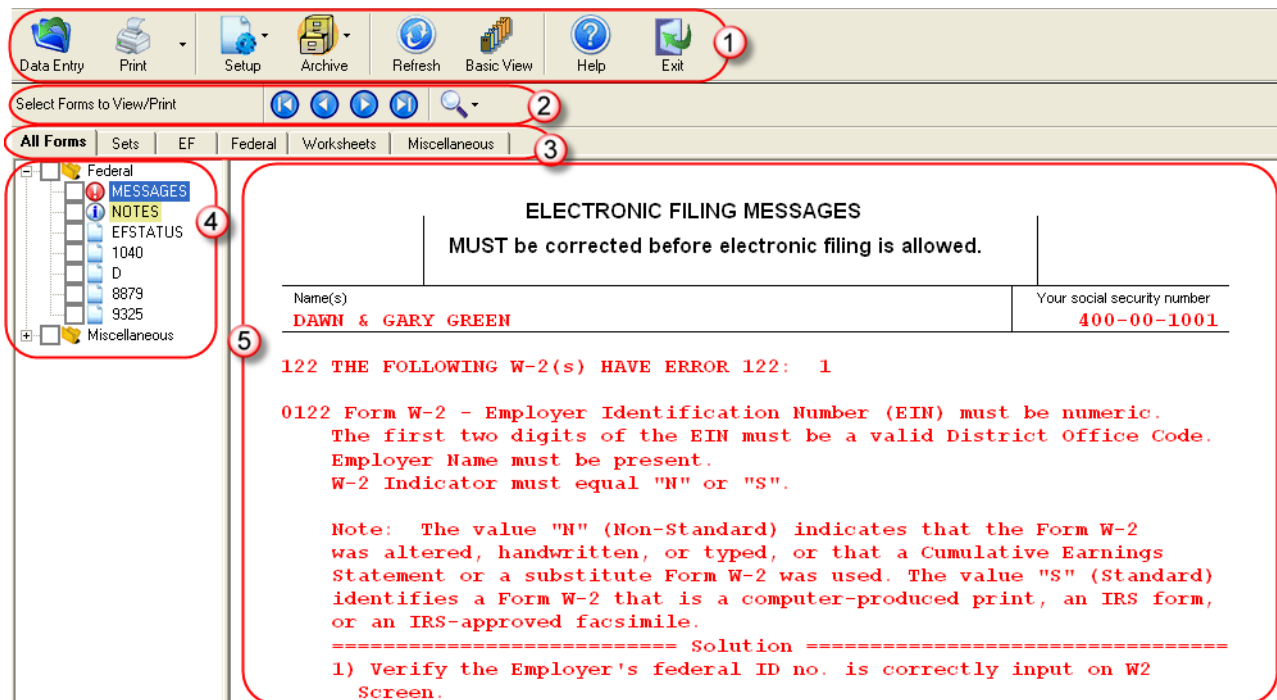 Data Entry Print Setup Archive Refresh Basic View Help Exit 1
Select Forms to View/Print 2
All Forms Sets EF Federal Worksheets Miscellaneous 3
Federal
MESSAGES
NOTES
EFSTATUS
1040
D
8879
9325
Miscellaneous
4
5
ELECTRONIC FILING MESSAGES
MUST be corrected before electronic filing is allowed.
Name(s) Your social security number
DAWN & GARY GREEN 400-00-1001
122 THE FOLLOWING W-2(s) HAVE ERROR 122: 1
0122 Form W-2 - Employer Identification Number (EIN) must be numeric.
The first two digits of the EIN must be a valid District Office Code.
Employer Name must be present.
W-2 Indicator must equal "N" or "S".
Note: The value "N" (Non-Standard) indicates that the Form W-2
was altered, handwritten, or typed, or that a Cumulative Earnings
Statement or a substitute Form W-2 was used. The value "S" (Standard)
identifies a Form W-2 that is a computer-produced print, an IRS form,
or an IRS-approved facsimile.
=========================== Solution =================================
1) Verify the Employer's federal ID no. is correctly input on W2
Screen.